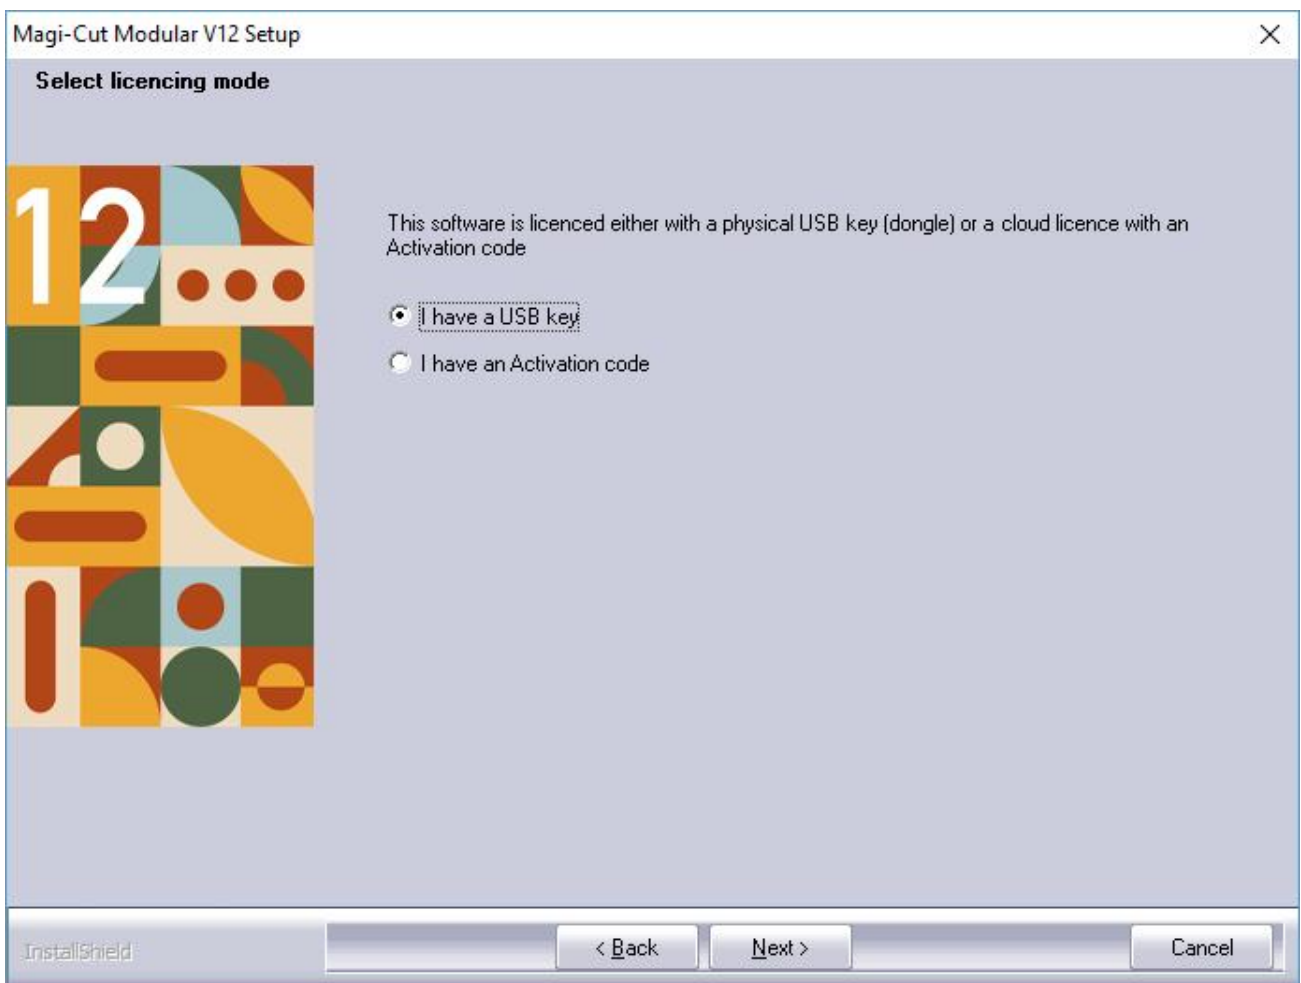 Magi-Cut Modular V12 Setup
Select licencing mode
12
This software is licenced either with a physical USB key (dongle) or a cloud licence with an
Activation code
I have a USB key
I have an Activation code
InstallShield
< Back
Next >
Cancel